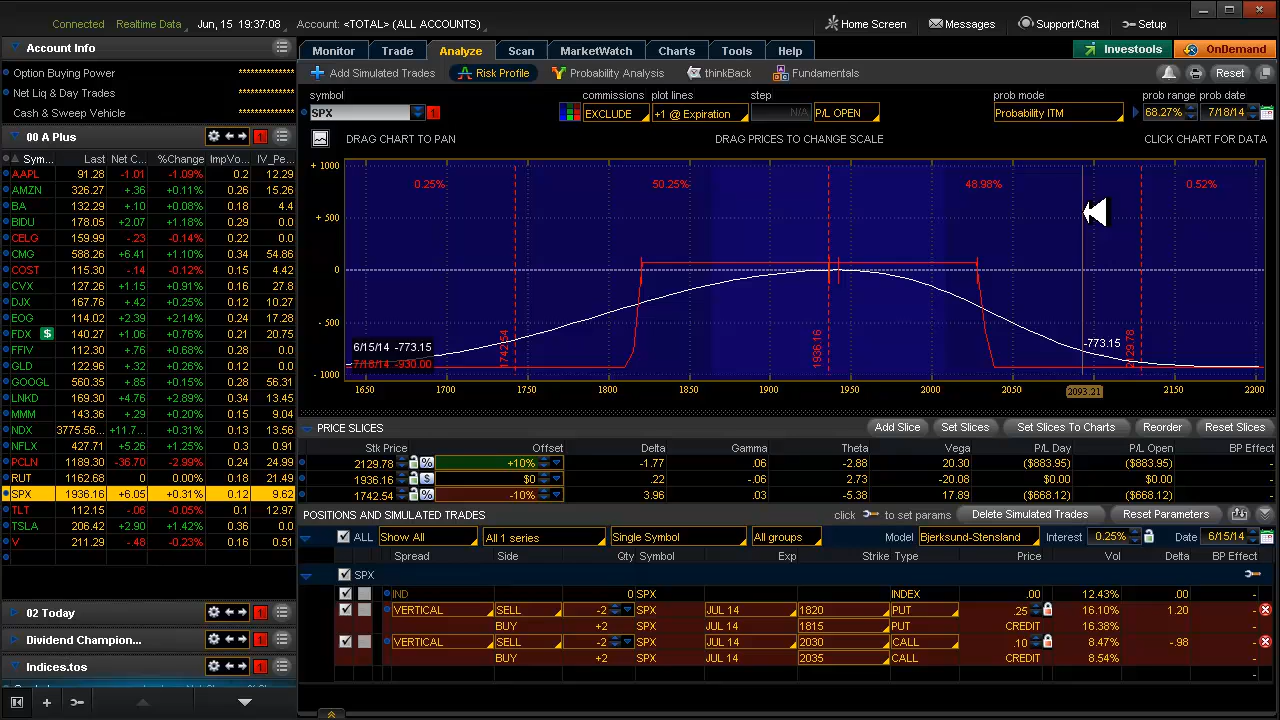 Connected Realtime Data Jun, 15 19:37:08 Account: <TOTAL> (ALL ACCOUNTS) Home Screen Messages Support/Chat Setup
Account Info
Option Buying Power *************
Net Liq & Day Trades *************
Cash & Sweep Vehicle *************
00 A Plus 1
Sym... Last Net C... %Change ImpVo... IV_Pe...
AAPL 91.28 -1.01 -1.09% 0.2 12.29
AMZN 326.27 +.36 +0.11% 0.26 15.26
BA 132.29 +.10 +0.08% 0.18 4.4
BIDU 178.05 +2.07 +1.18% 0.29 0.0
CELG 159.99 -.23 -0.14% 0.22 0.0
CMG 588.26 +6.41 +1.10% 0.34 54.86
COST 115.30 -.14 -0.12% 0.15 4.42
CVX 127.26 +1.15 +0.91% 0.16 27.8
DJX 167.76 +.42 +0.25% 0.12 10.27
EOG 114.02 +2.39 +2.14% 0.24 17.28
FDX $ 140.27 +1.06 +0.76% 0.21 20.75
FFIV 112.30 +.76 +0.68% 0.28 0.0
GLD 122.96 +.32 +0.26% 0.12 0.0
GOOGL 560.35 +.85 +0.15% 0.28 56.31
LNKD 169.30 +4.76 +2.89% 0.34 13.45
MMM 143.36 +.29 +0.20% 0.15 9.04
NDX 3775.56... +11.7... +0.31% 0.13 13.56
NFLX 427.71 +5.26 +1.25% 0.3 0.91
PCLN 1189.30 -36.70 -2.99% 0.24 24.99
RUT 1162.68 0 0.00% 0.18 21.49
SPX 1936.16 +6.05 +0.31% 0.12 9.62
TLT 112.15 -.06 -0.05% 0.1 12.97
TSLA 206.42 +2.90 +1.42% 0.36 0.0
V 211.29 -.48 -0.23% 0.16 0.51
02 Today 1
Dividend Champion... 1
Indices.tos 1
Monitor Trade Analyze Scan MarketWatch Charts Tools Help Investools OnDemand
Add Simulated Trades Risk Profile Probability Analysis thinkBack Fundamentals Reset
symbol commissions plot lines step prob mode prob range prob date
SPX 1 EXCLUDE +1 @ Expiration N/A P/L OPEN Probability ITM 68.27% 7/18/14
DRAG CHART TO PAN DRAG PRICES TO CHANGE SCALE CLICK CHART FOR DATA
+ 1000
0.25% 50.25% 48.98% 0.52%
+ 500
0
- 500
1742.54 1936.16 2129.78
6/15/14 -773.15 -773.15
7/18/14 -930.00
- 1000
1650 1700 1750 1800 1850 1900 1950 2000 2050 2093.21 2150 2200
PRICE SLICES Add Slice Set Slices Set Slices To Charts Reorder Reset Slices
Stk Price Offset Delta Gamma Theta Vega P/L Day P/L Open BP Effect
2129.78 % +10% -1.77 .06 -2.88 20.30 ($883.95) ($883.95)
1936.16 $ $0 .22 -.06 2.73 -20.08 $0.00 $0.00
1742.54 % -10% 3.96 .03 -5.38 17.89 ($668.12) ($668.12)
POSITIONS AND SIMULATED TRADES click to set params Delete Simulated Trades Reset Parameters
ALL Show All All 1 series Single Symbol All groups Model Bjerksund-Stensland Interest 0.25% Date 6/15/14
Spread Side Qty Symbol Exp Strike Type Price Vol Delta BP Effect
SPX
IND 0 SPX INDEX .00 12.43% .00 -
VERTICAL SELL -2 SPX JUL 14 1820 PUT .25 16.10% 1.20 -
BUY +2 SPX JUL 14 1815 PUT CREDIT 16.38%
VERTICAL SELL -2 SPX JUL 14 2030 CALL .10 8.47% -.98 -
BUY +2 SPX JUL 14 2035 CALL CREDIT 8.54%